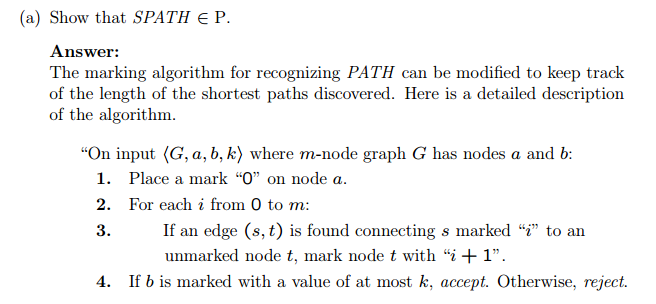 (a) Show that SPATH ∈ P.
Answer:
The marking algorithm for recognizing PATH can be modified to keep track
of the length of the shortest paths discovered. Here is a detailed description
of the algorithm.
“On input ⟨G, a, b, k⟩ where m-node graph G has nodes a and b:
1. Place a mark “0” on node a.
2. For each i from 0 to m:
3. If an edge (s, t) is found connecting s marked “i” to an
unmarked node t, mark node t with “i + 1”.
4. If b is marked with a value of at most k, accept. Otherwise, reject.